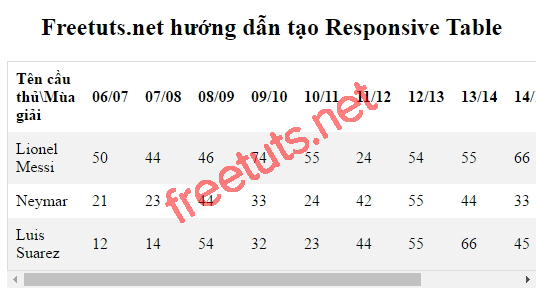 Freetuts.net hướng dẫn tạo Responsive Table
Tên cầu thủ\Mùa giải 06/07 07/08 08/09 09/10 10/11 11/12 12/13 13/14 14/
Lionel Messi 50 44 46 74 55 24 54 55 66
Neymar 21 23 44 33 24 42 55 44 33
Luis Suarez 12 14 54 32 23 44 55 66 45
freetuts.net